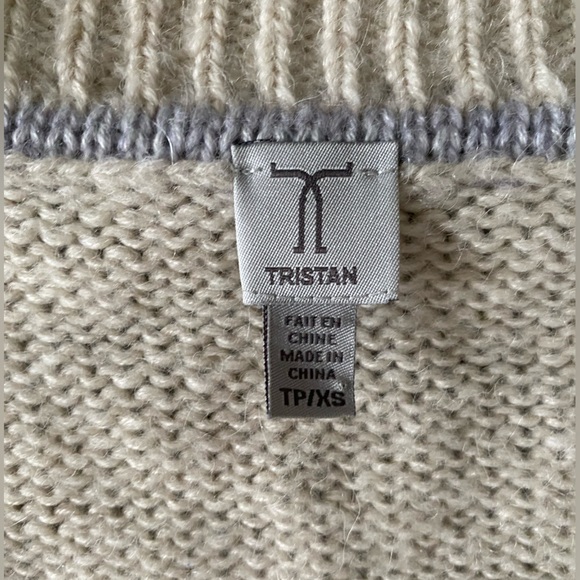 TRISTAN
FAIT EN
CHINE
MADE IN
CHINA
TP/XS